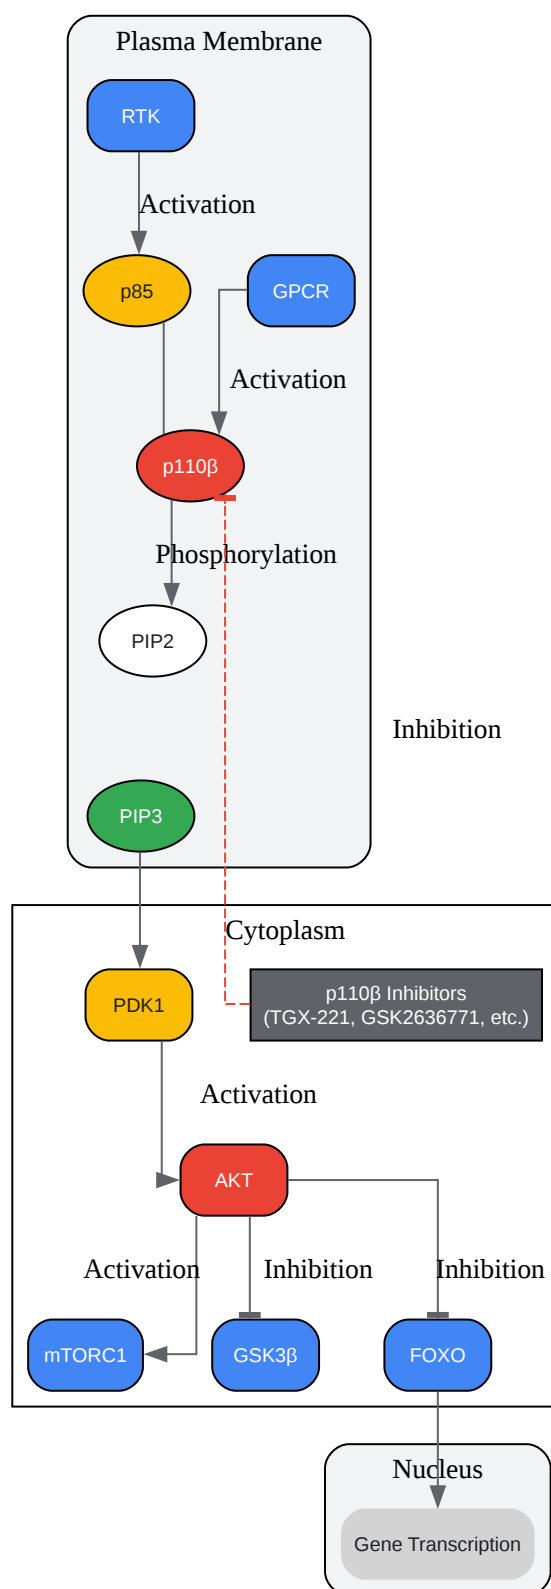 Plasma Membrane
RTK
Activation
p85
GPCR
Activation
p110β
Phosphorylation
PIP2
Inhibition
PIP3
Cytoplasm
PDK1
p110β Inhibitors
(TGX-221, GSK2636771, etc.)
Activation
AKT
Activation
Inhibition
Inhibition
mTORC1
GSK3β
FOXO
Nucleus
Gene Transcription